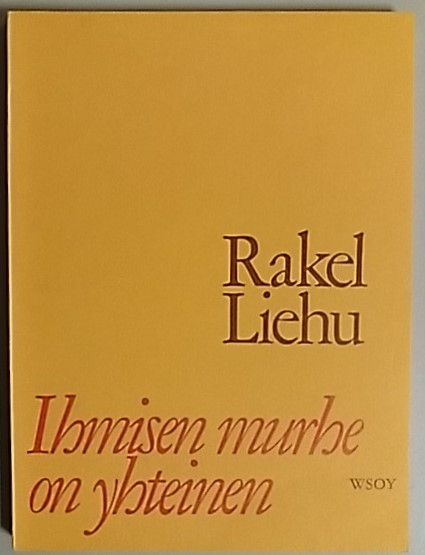 Rakel
Liehu
Ihmisen murhe
on yhteinen
WSOY